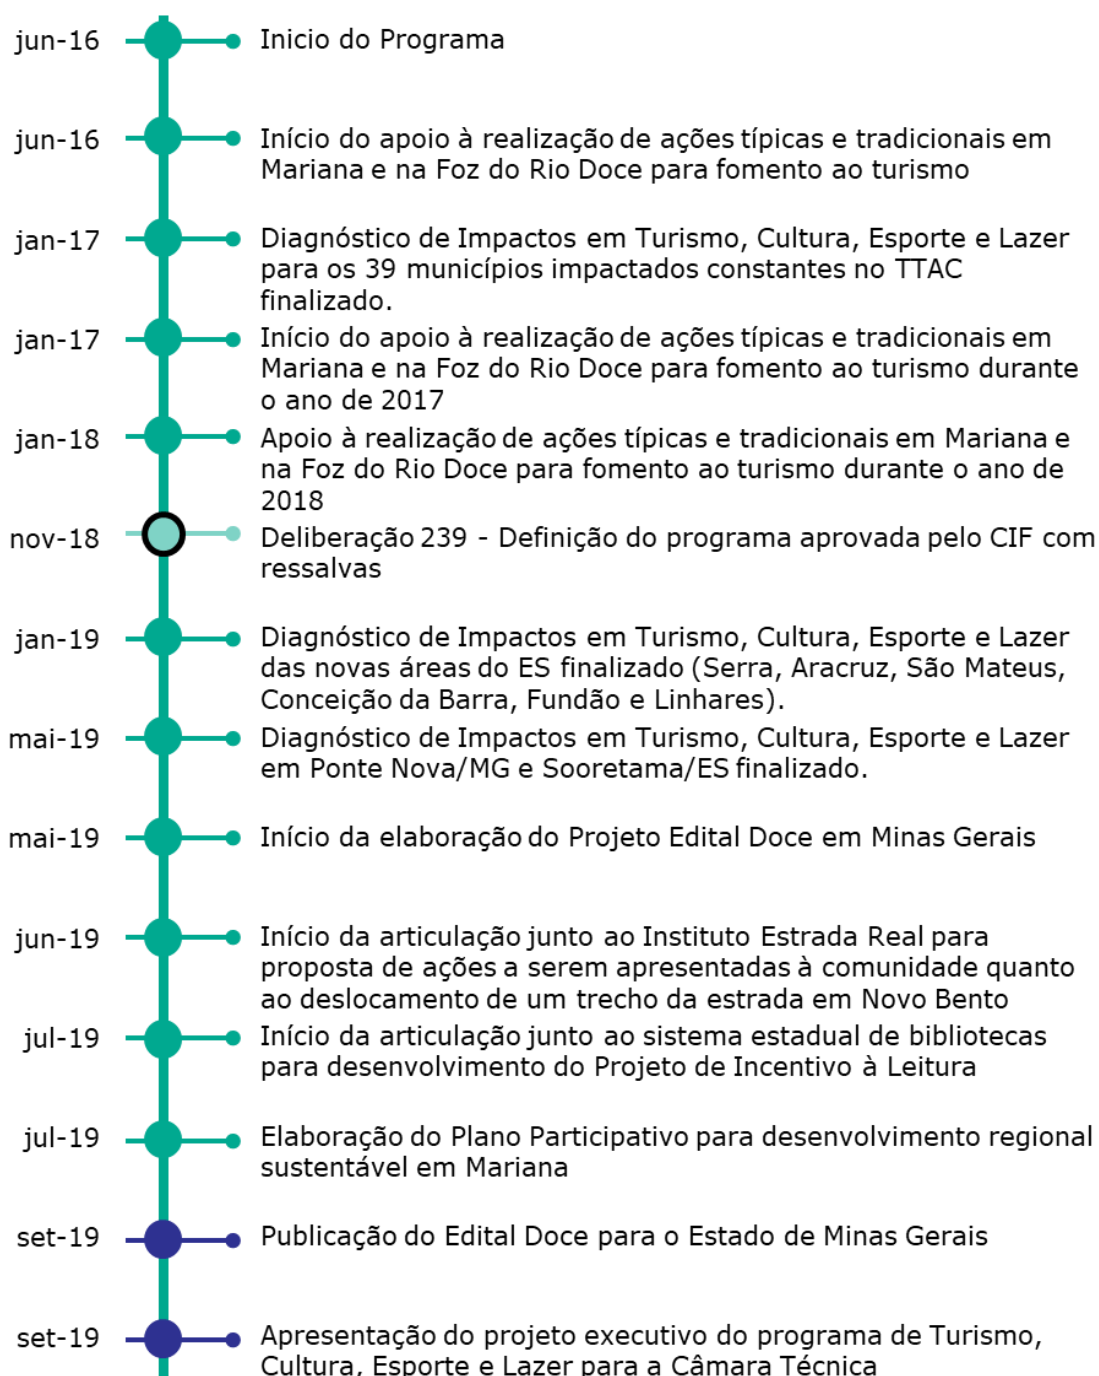 jun-16 Inicio do Programa
jun-16 Início do apoio à realização de ações típicas e tradicionais em
Mariana e na Foz do Rio Doce para fomento ao turismo
jan-17 Diagnóstico de Impactos em Turismo, Cultura, Esporte e Lazer
para os 39 municípios impactados constantes no TTAC
finalizado.
jan-17 Início do apoio à realização de ações típicas e tradicionais em
Mariana e na Foz do Rio Doce para fomento ao turismo durante
o ano de 2017
jan-18 Apoio à realização de ações típicas e tradicionais em Mariana e
na Foz do Rio Doce para fomento ao turismo durante o ano de
2018
nov-18 Deliberação 239 - Definição do programa aprovada pelo CIF com
ressalvas
jan-19 Diagnóstico de Impactos em Turismo, Cultura, Esporte e Lazer
das novas áreas do ES finalizado (Serra, Aracruz, São Mateus,
Conceição da Barra, Fundão e Linhares).
mai-19 Diagnóstico de Impactos em Turismo, Cultura, Esporte e Lazer
em Ponte Nova/MG e Sooretama/ES finalizado.
mai-19 Início da elaboração do Projeto Edital Doce em Minas Gerais
jun-19 Início da articulação junto ao Instituto Estrada Real para
proposta de ações a serem apresentadas à comunidade quanto
ao deslocamento de um trecho da estrada em Novo Bento
jul-19 Início da articulação junto ao sistema estadual de bibliotecas
para desenvolvimento do Projeto de Incentivo à Leitura
jul-19 Elaboração do Plano Participativo para desenvolvimento regional
sustentável em Mariana
set-19 Publicação do Edital Doce para o Estado de Minas Gerais
set-19 Apresentação do projeto executivo do programa de Turismo,
Cultura, Esporte e Lazer para a Câmara Técnica